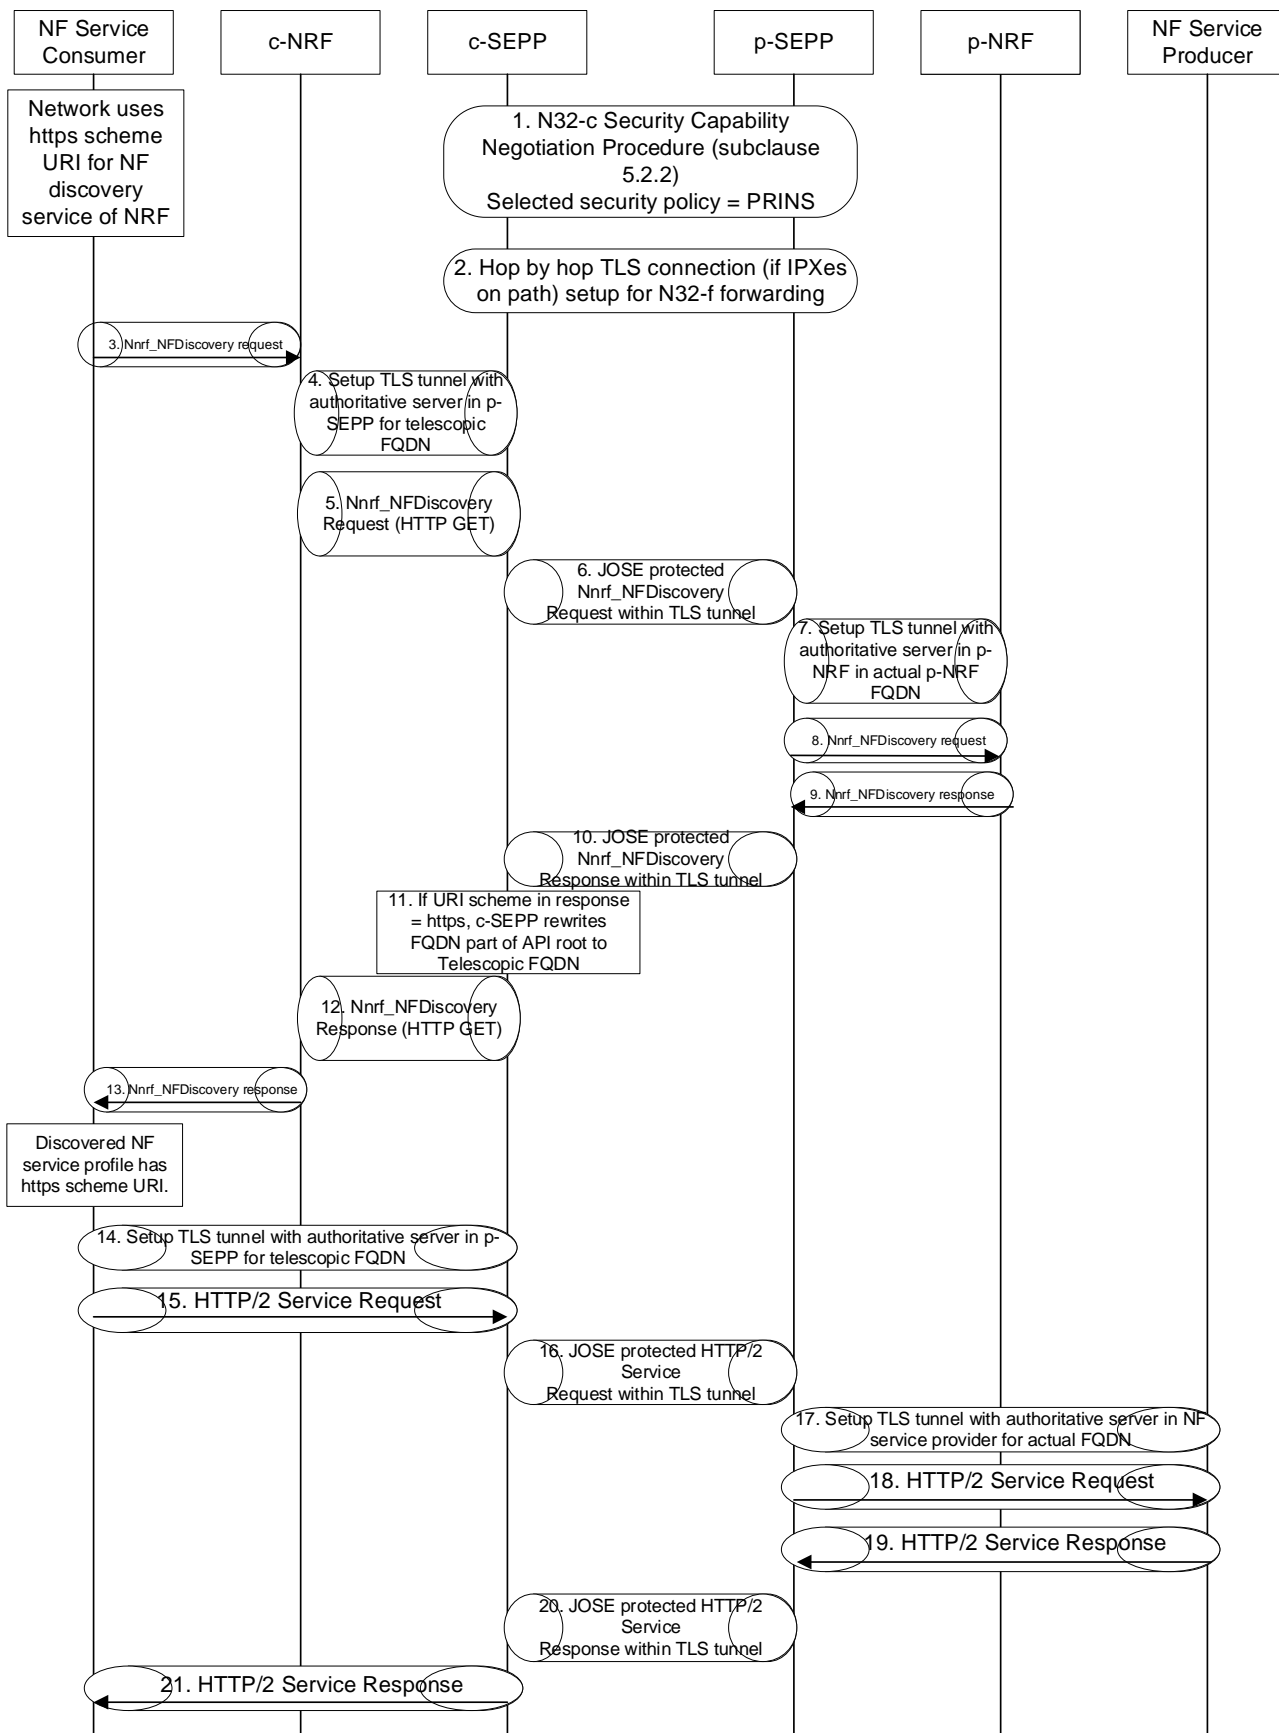 NF Service
Consumer
c-NRF
c-SEPP
p-SEPP
p-NRF
NF Service
Producer
Network uses
https scheme
URI for NF
discovery
service of NRF
1. N32-c Security Capability
Negotiation Procedure (subclause
5.2.2)
Selected security policy = PRINS
2. Hop by hop TLS connection (if IPXes
on path) setup for N32-f forwarding
3. Nnrf_NFDiscovery request
4. Setup TLS tunnel with
authoritative server in p-
SEPP for telescopic
FQDN
5. Nnrf_NFDiscovery
Request (HTTP GET)
6. JOSE protected
Nnrf_NFDiscovery
Request within TLS tunnel
7. Setup TLS tunnel with
authoritative server in p-
NRF in actual p-NRF
FQDN
8. Nnrf_NFDiscovery request
9. Nnrf_NFDiscovery response
10. JOSE protected
Nnrf_NFDiscovery
Response within TLS tunnel
11. If URI scheme in response
= https, c-SEPP rewrites
FQDN part of API root to
Telescopic FQDN
12. Nnrf_NFDiscovery
Response (HTTP GET)
13. Nnrf_NFDiscovery response
Discovered NF
service profile has
https scheme URI.
14. Setup TLS tunnel with authoritative server in p-
SEPP for telescopic FQDN
15. HTTP/2 Service Request
16. JOSE protected HTTP/2
Service
Request within TLS tunnel
17. Setup TLS tunnel with authoritative server in NF
service provider for actual FQDN
18. HTTP/2 Service Request
19. HTTP/2 Service Response
20. JOSE protected HTTP/2
Service
Response within TLS tunnel
21. HTTP/2 Service Response